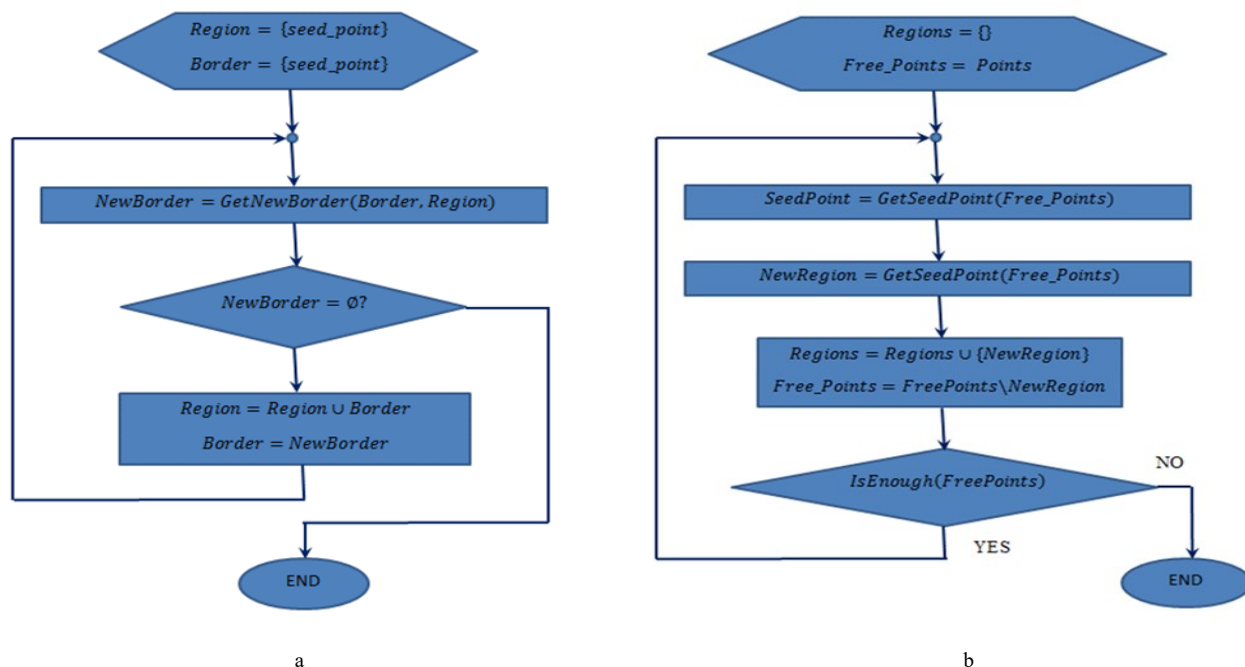 Region = {seed_point}
Border = {seed_point}
NewBorder = GetNewBorder(Border, Region)
NewBorder = ∅?
Region = Region ∪ Border
Border = NewBorder
END
a
Regions = {}
Free_Points = Points
SeedPoint = GetSeedPoint(Free_Points)
NewRegion = GetSeedPoint(Free_Points)
Regions = Regions ∪ {NewRegion}
Free_Points = FreePoints\NewRegion
IsEnough(FreePoints)
NO
YES
END
b